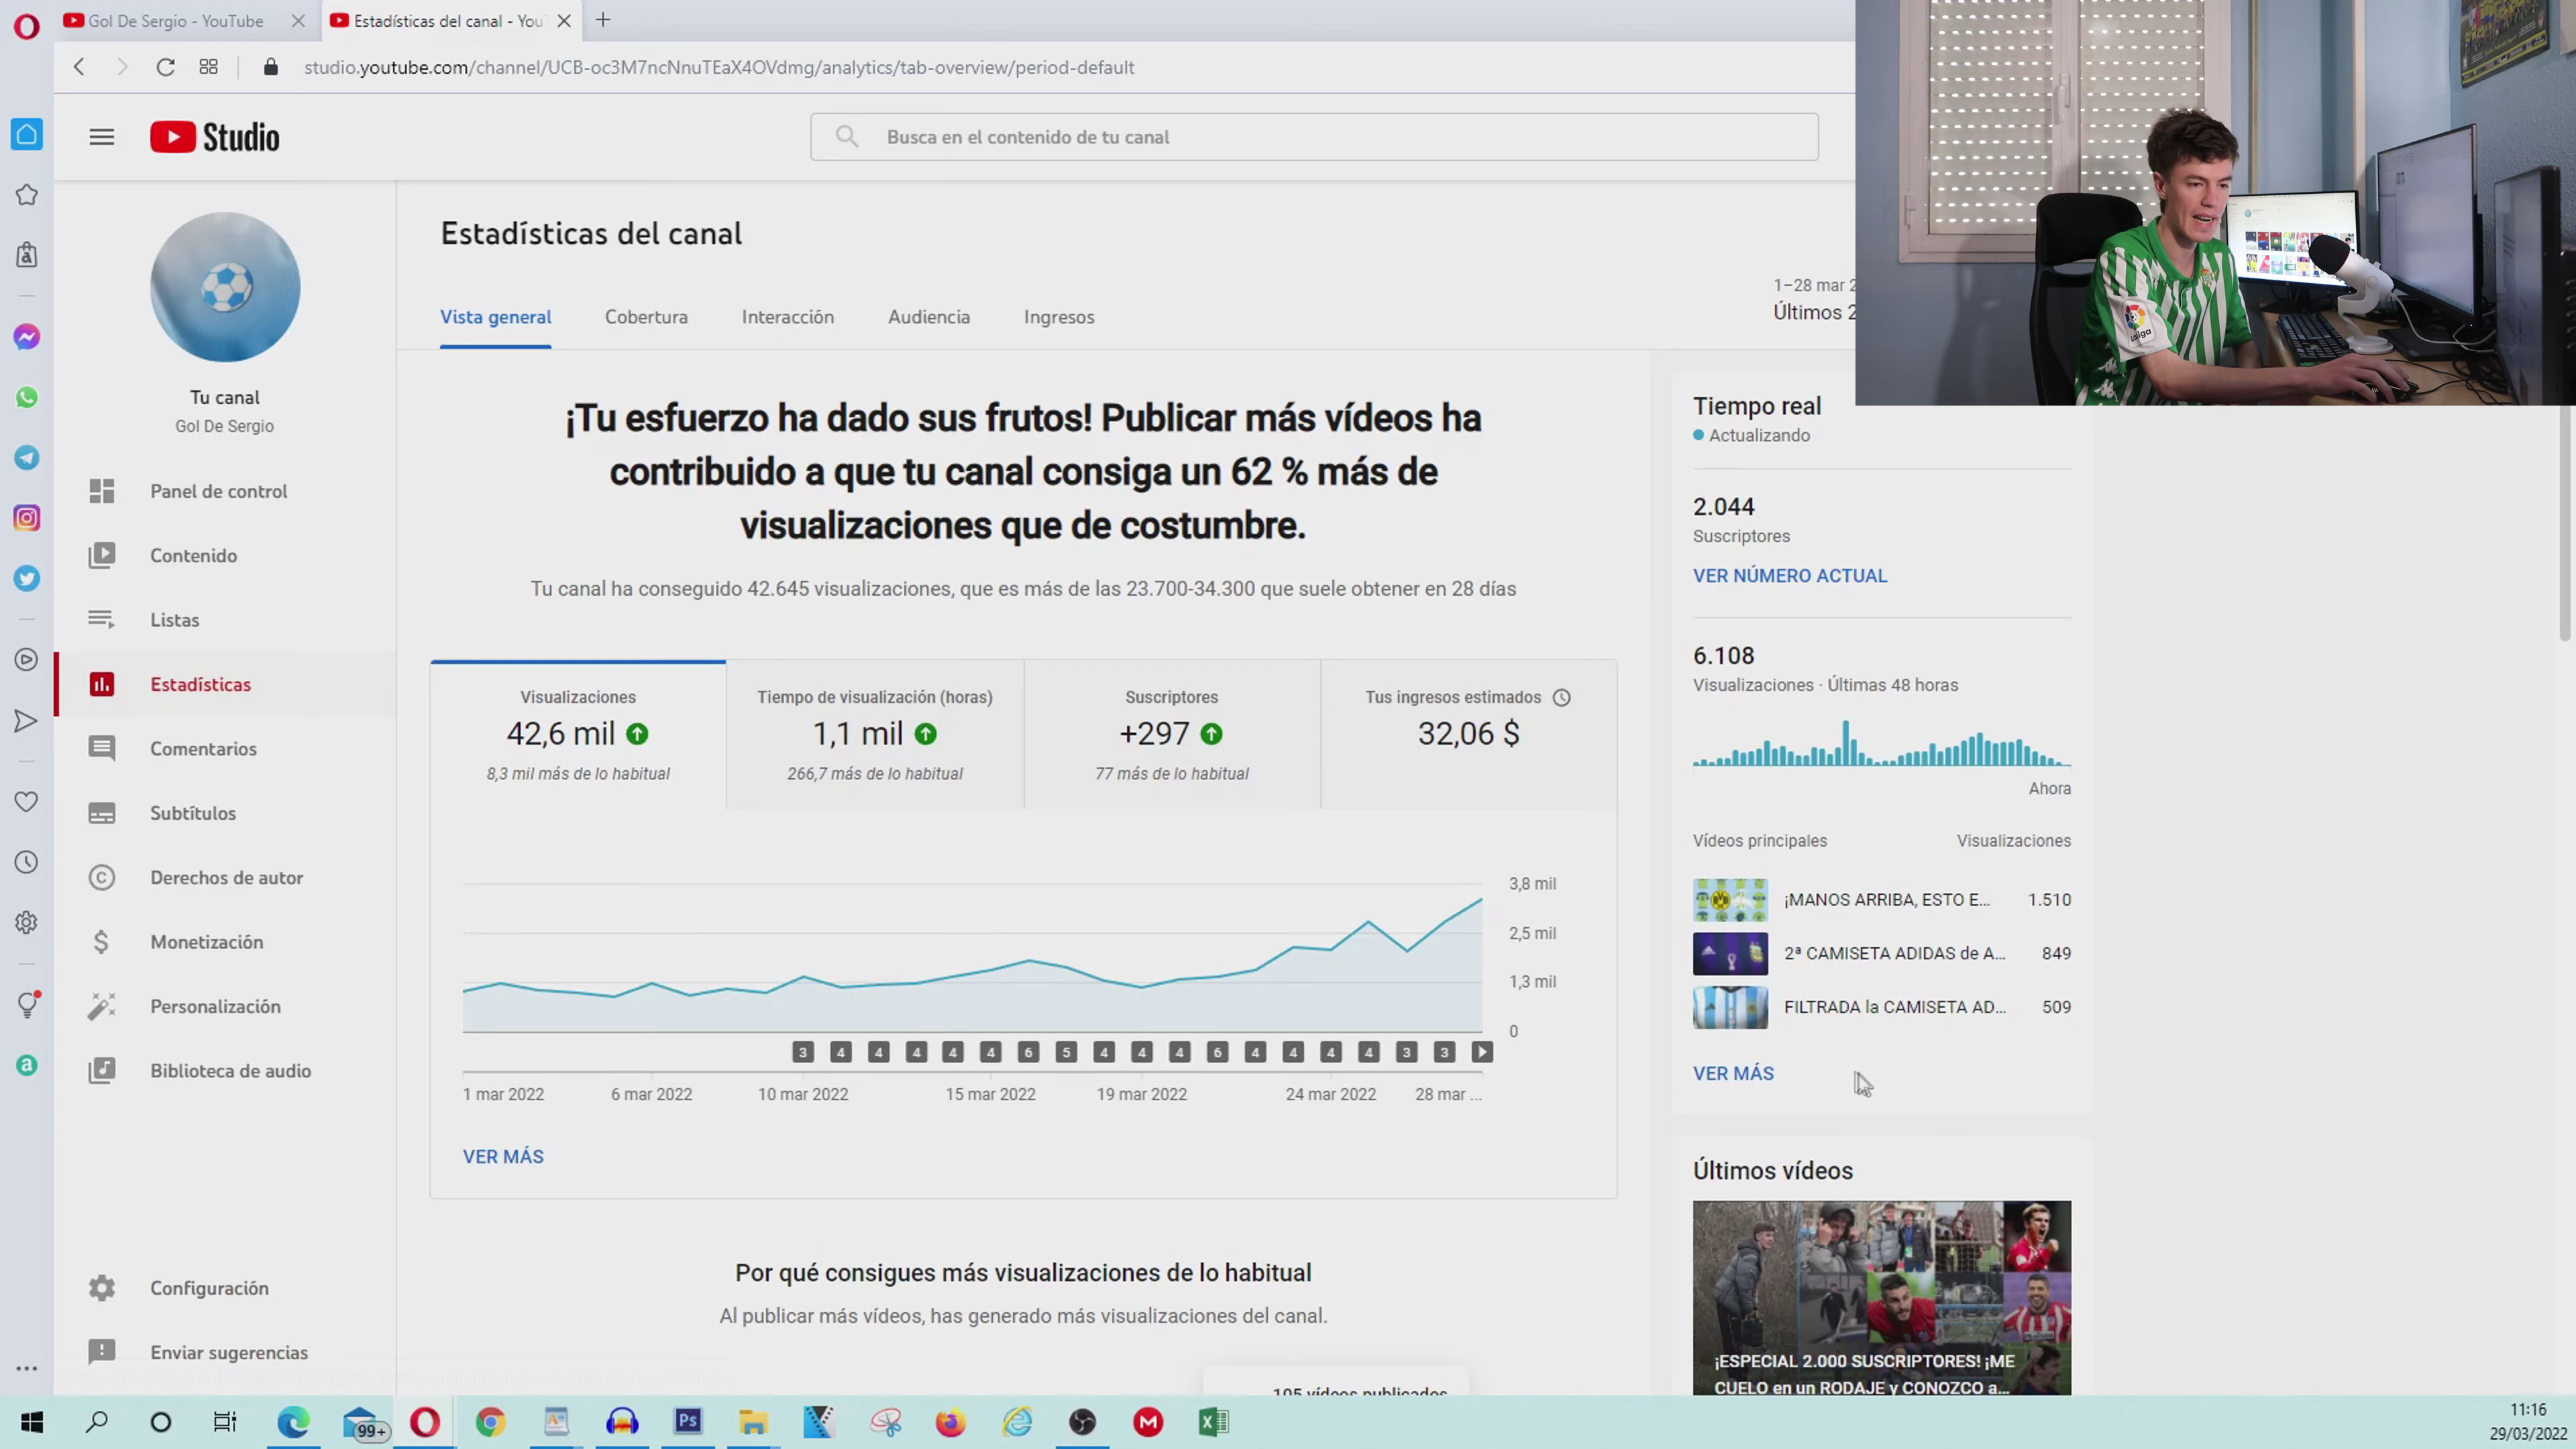 Gol De Sergio - YouTube
Estadísticas del canal - You
studio.youtube.com/channel/UCB-oc3M7ncNnuTEaX4OVdmg/analytics/tab-overview/period-default
Studio
Busca en el contenido de tu canal
Tu canal
Gol De Sergio
Panel de control
Contenido
Listas
Estadísticas
Comentarios
Subtítulos
Derechos de autor
Monetización
Personalización
Biblioteca de audio
Configuración
Enviar sugerencias
Estadísticas del canal
Vista general
Cobertura
Interacción
Audiencia
Ingresos
1–28 mar 2
Últimos 2
¡Tu esfuerzo ha dado sus frutos! Publicar más vídeos ha
contribuido a que tu canal consiga un 62 % más de
visualizaciones que de costumbre.
Tu canal ha conseguido 42.645 visualizaciones, que es más de las 23.700-34.300 que suele obtener en 28 días
Visualizaciones
42,6 mil
8,3 mil más de lo habitual
Tiempo de visualización (horas)
1,1 mil
266,7 más de lo habitual
Suscriptores
+297
77 más de lo habitual
Tus ingresos estimados
32,06 $
3,8 mil
2,5 mil
1,3 mil
0
3 4 4 4 4 4 6 5 4 4 4 6 4 4 4 4 3 3
1 mar 2022
6 mar 2022
10 mar 2022
15 mar 2022
19 mar 2022
24 mar 2022
28 mar ...
VER MÁS
Por qué consigues más visualizaciones de lo habitual
Al publicar más vídeos, has generado más visualizaciones del canal.
105 vídeos publicados
Tiempo real
Actualizando
2.044
Suscriptores
VER NÚMERO ACTUAL
6.108
Visualizaciones · Últimas 48 horas
Ahora
Vídeos principales
Visualizaciones
¡MANOS ARRIBA, ESTO E...
1.510
2ª CAMISETA ADIDAS de A...
849
FILTRADA la CAMISETA AD...
509
VER MÁS
Últimos vídeos
¡ESPECIAL 2.000 SUSCRIPTORES! ¡ME
CUELO en un RODAJE y CONOZCO a...
LaLiga
99+
Ps
11:16
29/03/2022